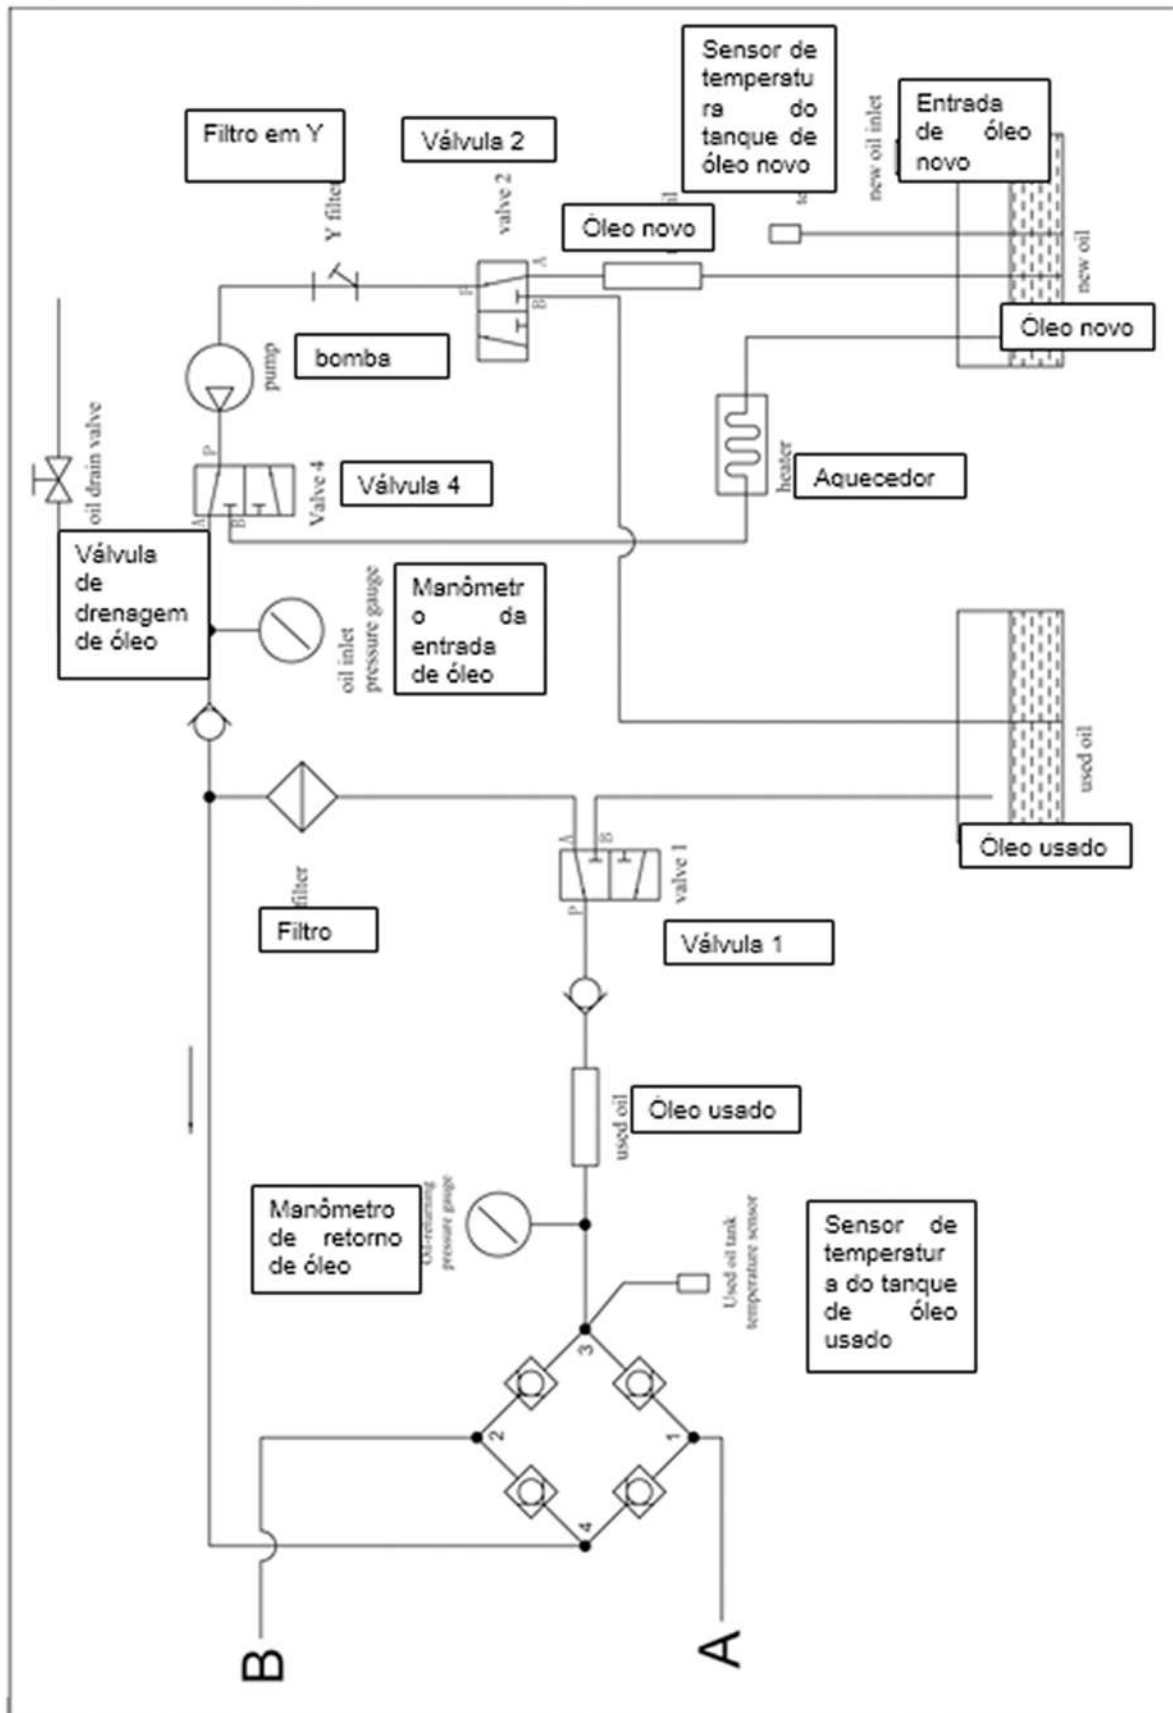 Sensor de
temperatu
ra do
tanque de
óleo novo
new oil inlet
Entrada
de óleo
novo
Filtro em Y
Y filter
Válvula 2
valve 2
P
A
B
Óleo novo
new oil
Óleo novo
bomba
pump
oil drain valve
Válvula
de
drenagem
de óleo
P
A
B
Valve 4
Válvula 4
heater
Aquecedor
oil inlet
pressure gauge
Manômetr
o da
entrada
de óleo
used oil
Óleo usado
filter
Filtro
A
B
P
valve 1
Válvula 1
used oil
Óleo usado
Manômetro
de retorno
de óleo
Oil-returning
pressure gauge
Used oil tank
temperature sensor
Sensor de
temperatur
a do tanque
de óleo
usado
3
2
1
4
B
A